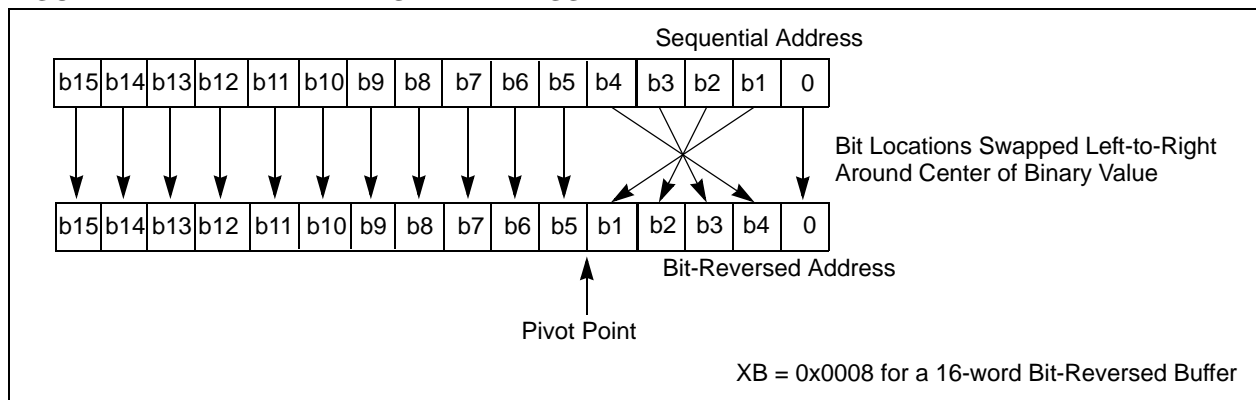 Sequential Address
b15 b14 b13 b12 b11 b10 b9 b8 b7 b6 b5 b4 b3 b2 b1 0
Bit Locations Swapped Left-to-Right
Around Center of Binary Value
b15 b14 b13 b12 b11 b10 b9 b8 b7 b6 b5 b1 b2 b3 b4 0
Bit-Reversed Address
Pivot Point
XB = 0x0008 for a 16-word Bit-Reversed Buffer